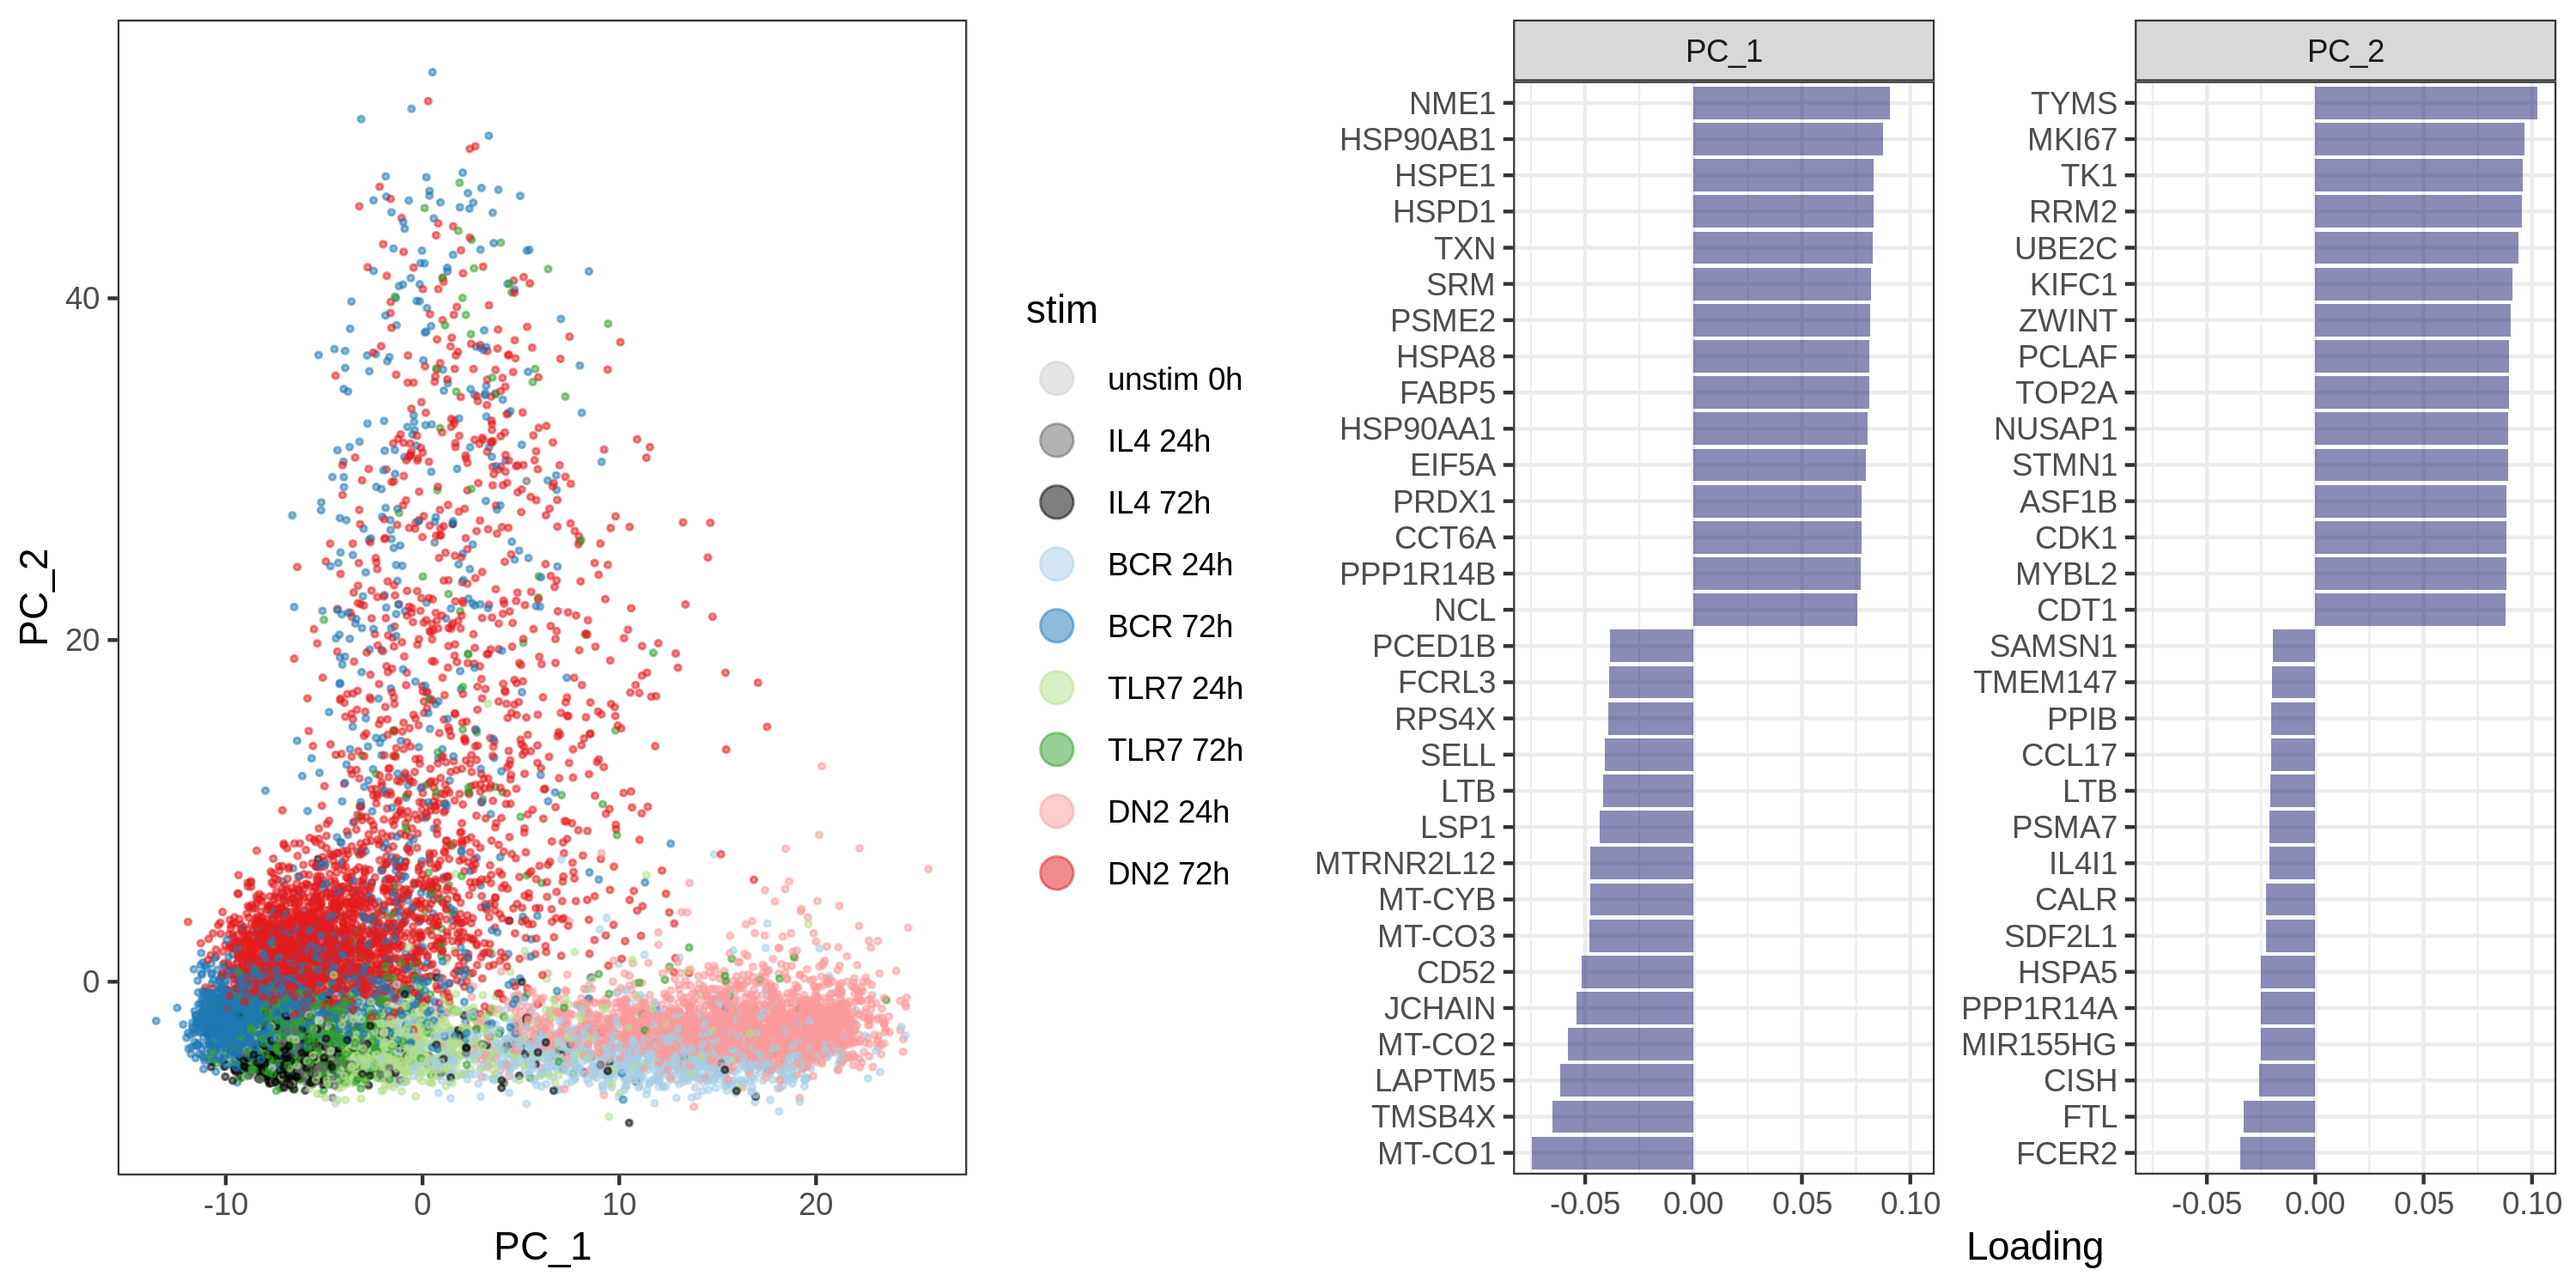 PC_2
40
20
0
-10
0
10
20
PC_1
stim
unstim 0h
IL4 24h
IL4 72h
BCR 24h
BCR 72h
TLR7 24h
TLR7 72h
DN2 24h
DN2 72h
PC_1
NME1
HSP90AB1
HSPE1
HSPD1
TXN
SRM
PSME2
HSPA8
FABP5
HSP90AA1
EIF5A
PRDX1
CCT6A
PPP1R14B
NCL
PCED1B
FCRL3
RPS4X
SELL
LTB
LSP1
MTRNR2L12
MT-CYB
MT-CO3
CD52
JCHAIN
MT-CO2
LAPTM5
TMSB4X
MT-CO1
-0.05
0.00
0.05
0.10
PC_2
TYMS
MKI67
TK1
RRM2
UBE2C
KIFC1
ZWINT
PCLAF
TOP2A
NUSAP1
STMN1
ASF1B
CDK1
MYBL2
CDT1
SAMSN1
TMEM147
PPIB
CCL17
LTB
PSMA7
IL4I1
CALR
SDF2L1
HSPA5
PPP1R14A
MIR155HG
CISH
FTL
FCER2
-0.05
0.00
0.05
0.10
Loading